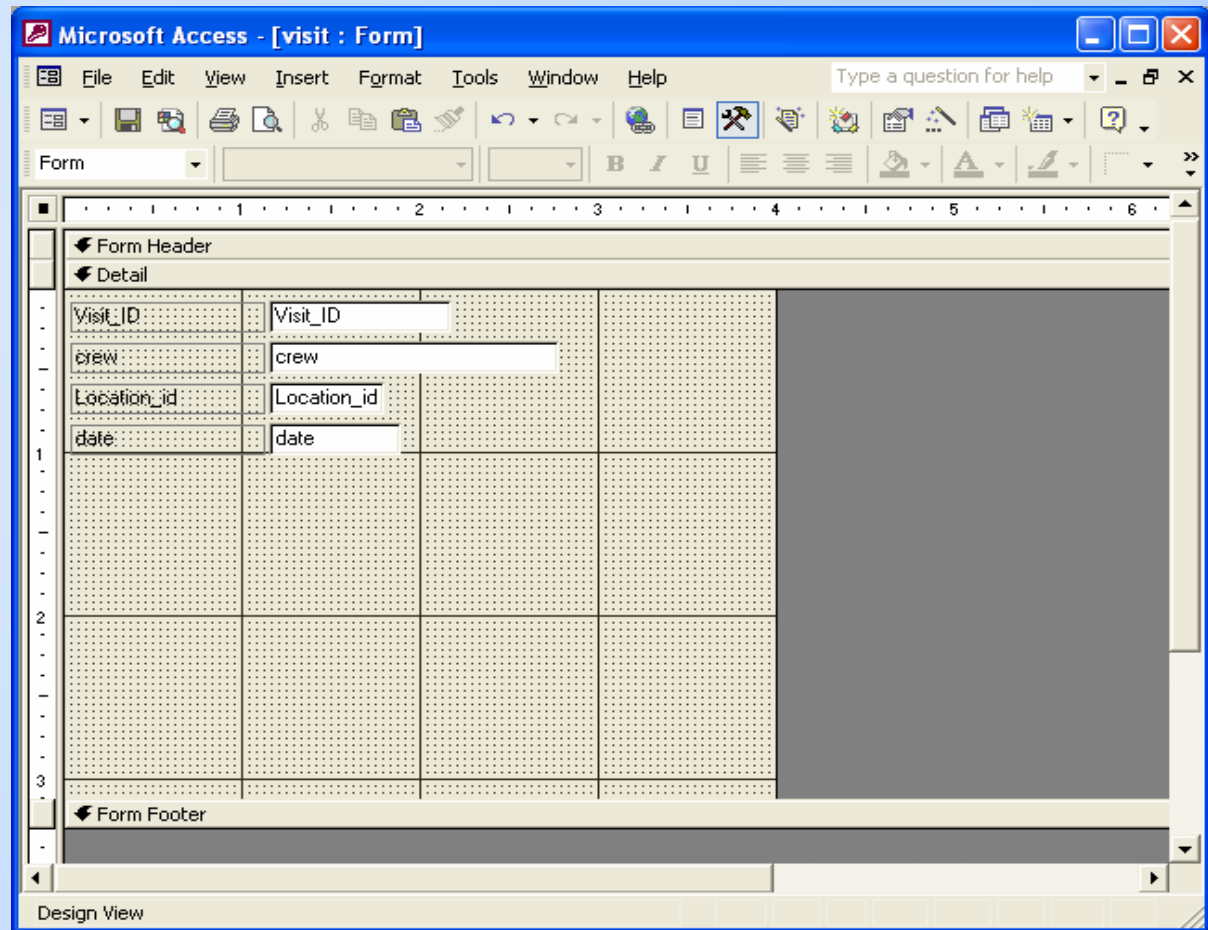 Microsoft Access - [visit : Form]
File Edit View Insert Format Tools Window Help Type a question for help
Form B I U A
1 2 3 4 5 6
Form Header
Detail
Visit_ID Visit_ID
crew crew
Location_id Location_id
date date
1
2
3
Form Footer
Design View